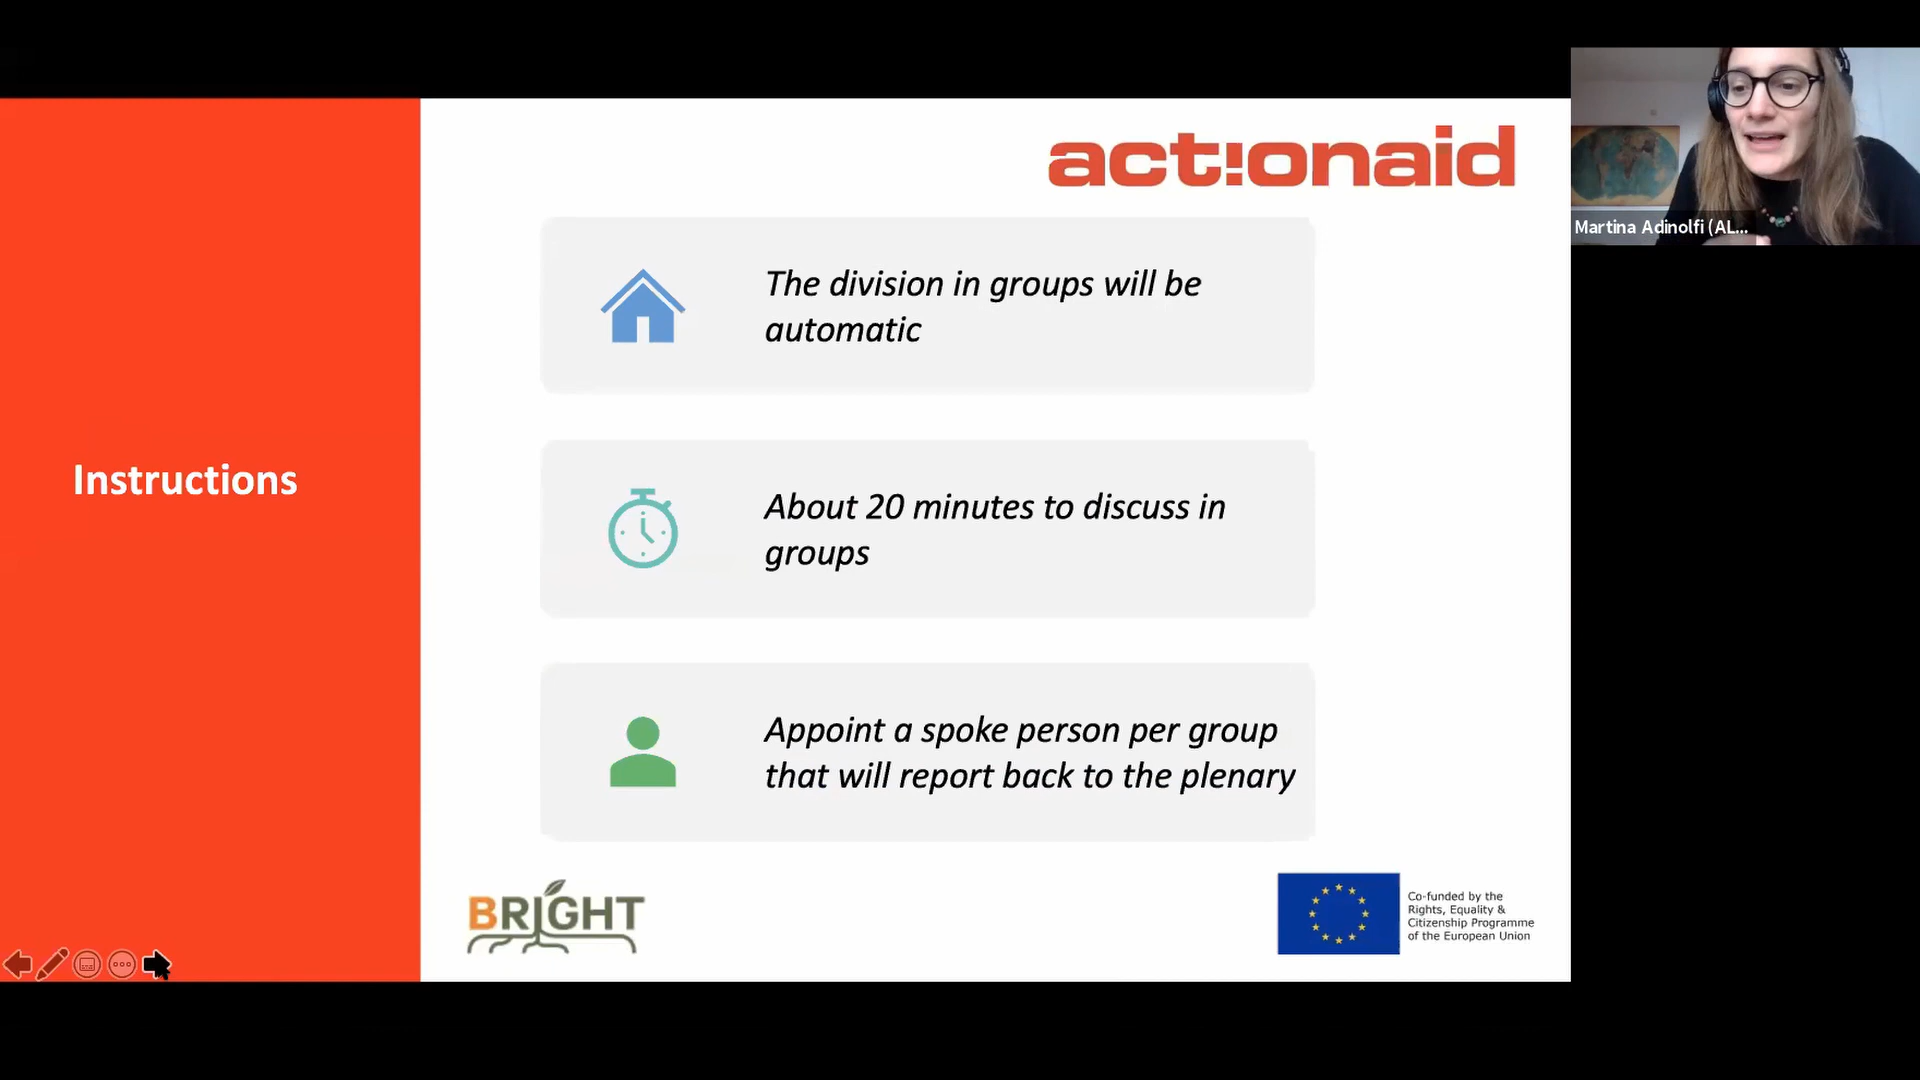 act!onaid
Martina Adinolfi (AL...
The division in groups will be
automatic
Instructions
About 20 minutes to discuss in
groups
Appoint a spoke person per group
that will report back to the plenary
BRIGHT
Co-funded by the
Rights, Equality &
Citizenship Programme
of the European Union